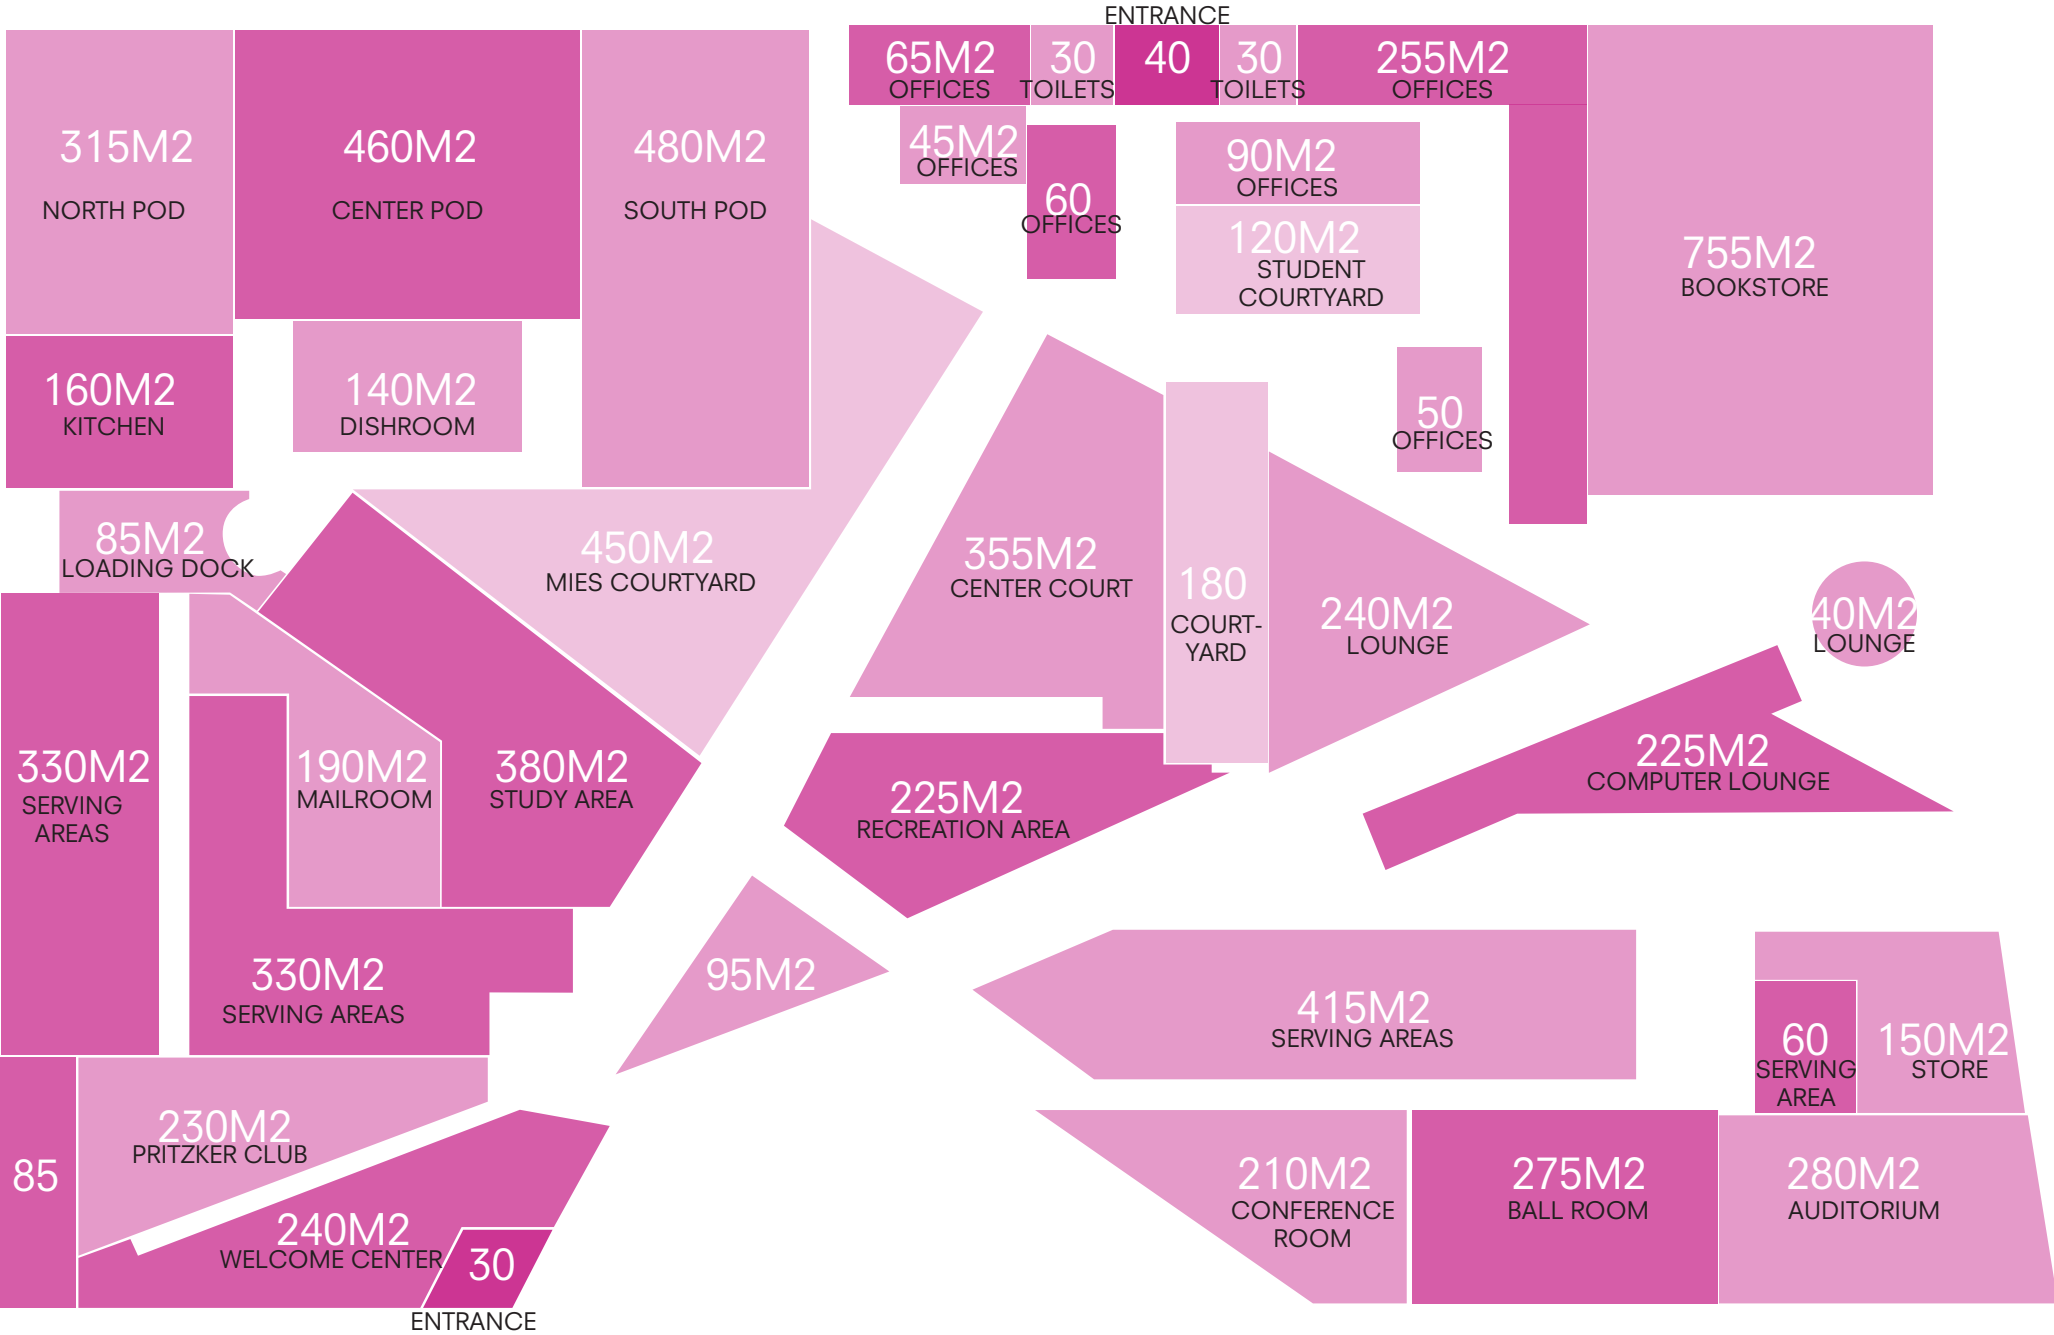 ENTRANCE
65M2
OFFICES
30
TOILETS
40
30
TOILETS
255M2
OFFICES
315M2
NORTH POD
460M2
CENTER POD
480M2
SOUTH POD
45M2
OFFICES
60
OFFICES
90M2
OFFICES
120M2
STUDENT
COURTYARD
755M2
BOOKSTORE
160M2
KITCHEN
140M2
DISHROOM
50
OFFICES
85M2
LOADING DOCK
450M2
MIES COURTYARD
355M2
CENTER COURT
180
COURT-
YARD
240M2
LOUNGE
40M2
LOUNGE
330M2
SERVING
AREAS
190M2
MAILROOM
380M2
STUDY AREA
225M2
RECREATION AREA
225M2
COMPUTER LOUNGE
330M2
SERVING AREAS
95M2
415M2
SERVING AREAS
60
SERVING
AREA
150M2
STORE
85
230M2
PRITZKER CLUB
240M2
WELCOME CENTER
30
ENTRANCE
210M2
CONFERENCE
ROOM
275M2
BALL ROOM
280M2
AUDITORIUM